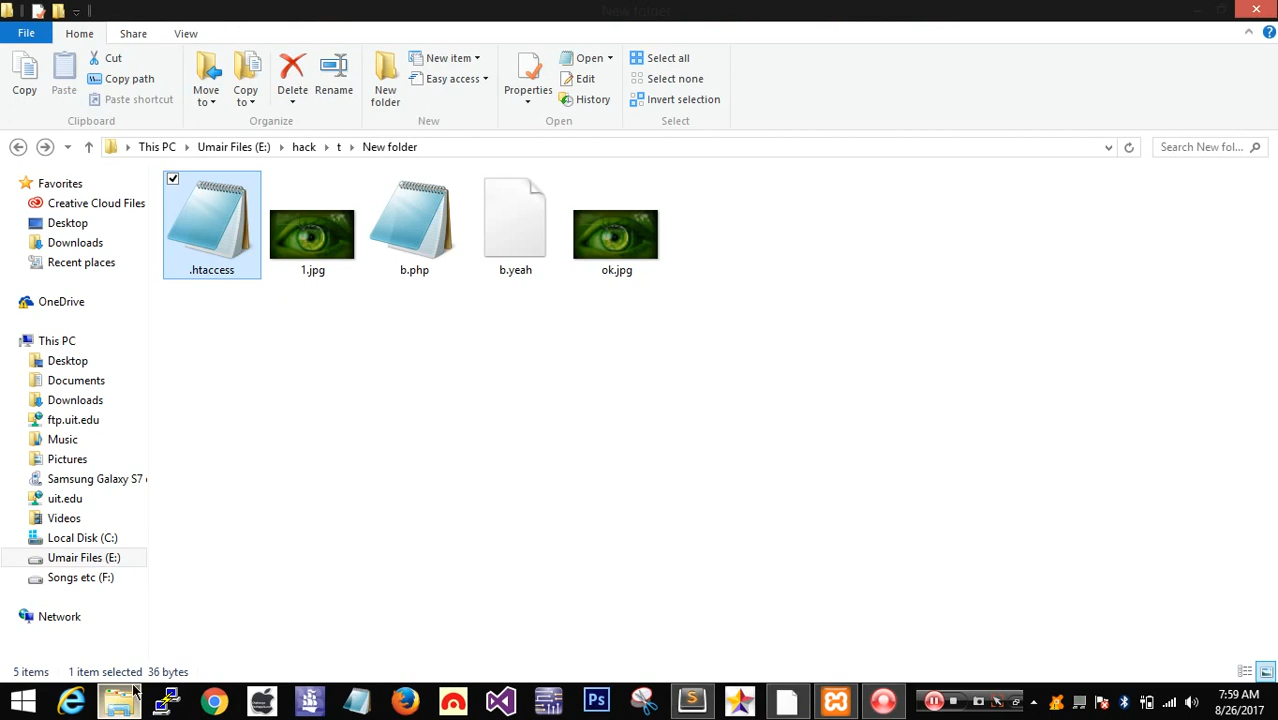 New folder
File Home Share View
Copy
Paste
Cut
Copy path
Paste shortcut
Clipboard
Move to
Copy to
Delete
Rename
Organize
New folder
New item
Easy access
New
Properties
Open
Edit
History
Open
Select all
Select none
Invert selection
Select
This PC Umair Files (E:) hack t New folder
Search New fol...
Favorites
Creative Cloud Files
Desktop
Downloads
Recent places
OneDrive
This PC
Desktop
Documents
Downloads
ftp.uit.edu
Music
Pictures
Samsung Galaxy S7
uit.edu
Videos
Local Disk (C:)
Umair Files (E:)
Songs etc (F:)
Network
.htaccess
1.jpg
b.php
b.yeah
ok.jpg
5 items 1 item selected 36 bytes
Ps
S
7:59 AM
8/26/2017